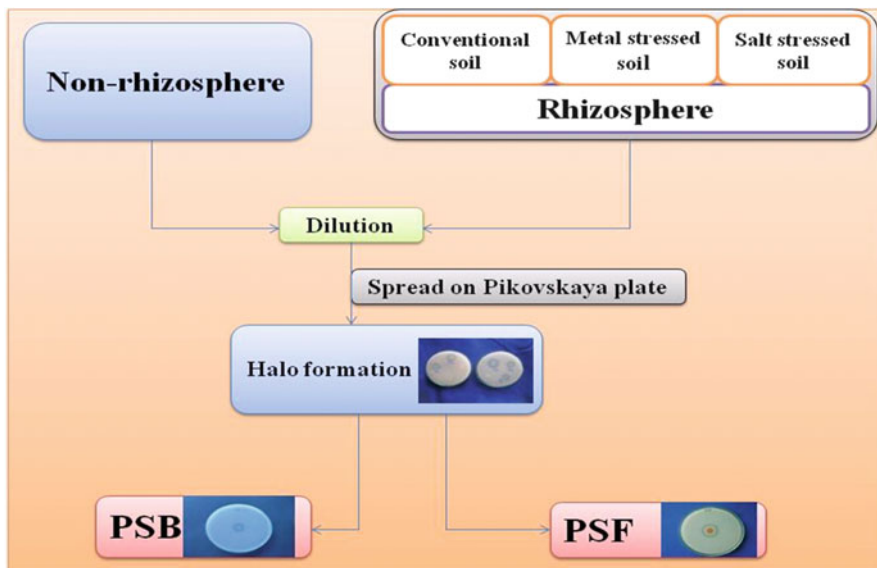 Non-rhizosphere
Conventional
soil
Metal stressed
soil
Salt stressed
soil
Rhizosphere
Dilution
Spread on Pikovskaya plate
Halo formation
PSB
PSF